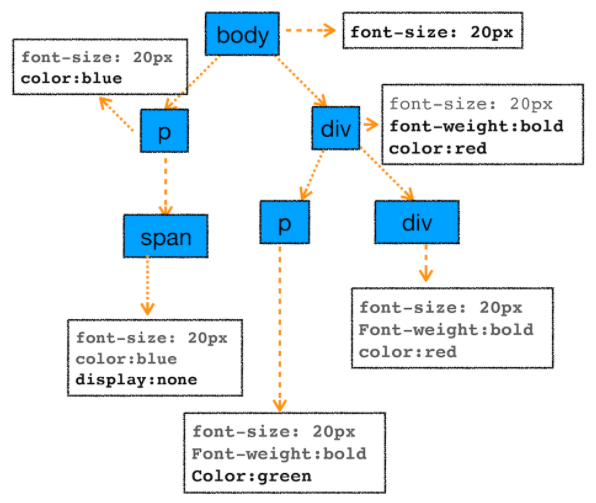 body
font-size: 20px
font-size: 20px
color:blue
p
div
font-size: 20px
font-weight:bold
color:red
span
p
div
font-size: 20px
color:blue
display:none
font-size: 20px
Font-weight:bold
color:red
font-size: 20px
Font-weight:bold
Color:green